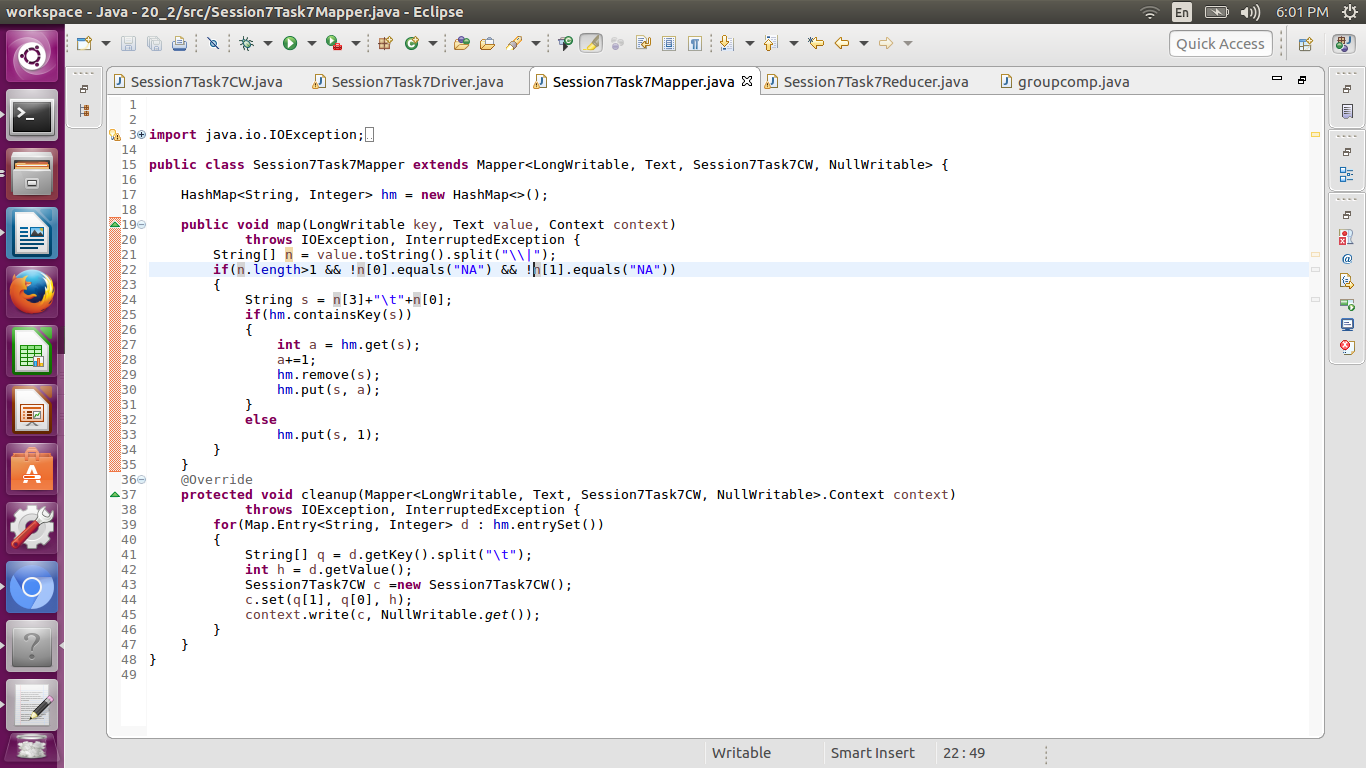 workspace - Java - 20_2/src/Session7Task7Mapper.java - Eclipse
En
6:01 PM
Quick Access
Session7Task7CW.java
Session7Task7Driver.java
Session7Task7Mapper.java
Session7Task7Reducer.java
groupcomp.java
1
2
3 import java.io.IOException;
14
15 public class Session7Task7Mapper extends Mapper<LongWritable, Text, Session7Task7CW, NullWritable> {
16
17 HashMap<String, Integer> hm = new HashMap<>();
18
19 public void map(LongWritable key, Text value, Context context)
20 throws IOException, InterruptedException {
21 String[] n = value.toString().split("\\|");
22 if(n.length>1 && !n[0].equals("NA") && !n[1].equals("NA"))
23 {
24 String s = n[3]+"\t"+n[0];
25 if(hm.containsKey(s))
26 {
27 int a = hm.get(s);
28 a+=1;
29 hm.remove(s);
30 hm.put(s, a);
31 }
32 else
33 hm.put(s, 1);
34 }
35 }
36 @Override
37 protected void cleanup(Mapper<LongWritable, Text, Session7Task7CW, NullWritable>.Context context)
38 throws IOException, InterruptedException {
39 for(Map.Entry<String, Integer> d : hm.entrySet())
40 {
41 String[] q = d.getKey().split("\t");
42 int h = d.getValue();
43 Session7Task7CW c =new Session7Task7CW();
44 c.set(q[1], q[0], h);
45 context.write(c, NullWritable.get());
46 }
47 }
48 }
49
Writable
Smart Insert
22 : 49